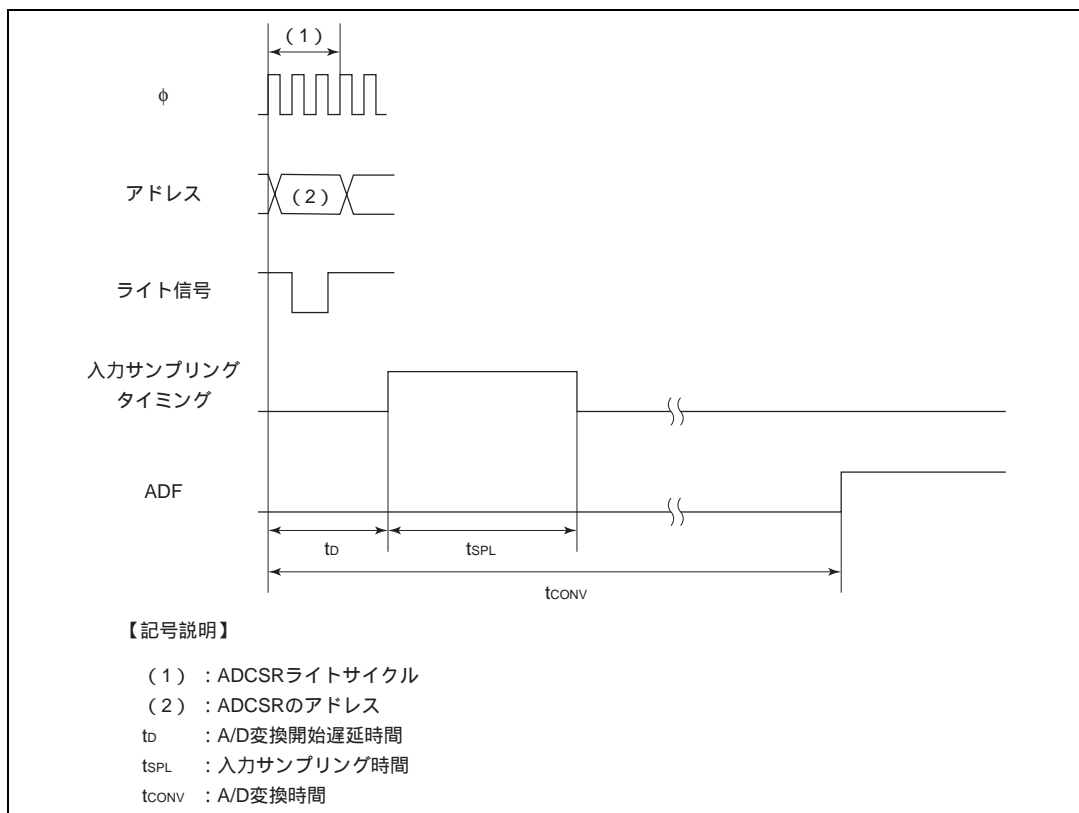 （1）
φ
アドレス
（2）
ライト信号
入力サンプリング
タイミング
ADF
tD
tSPL
tCONV
【記号説明】
（1）：ADCSRライトサイクル
（2）：ADCSRのアドレス
tD ：A/D変換開始遅延時間
tSPL ：入力サンプリング時間
tCONV ：A/D変換時間